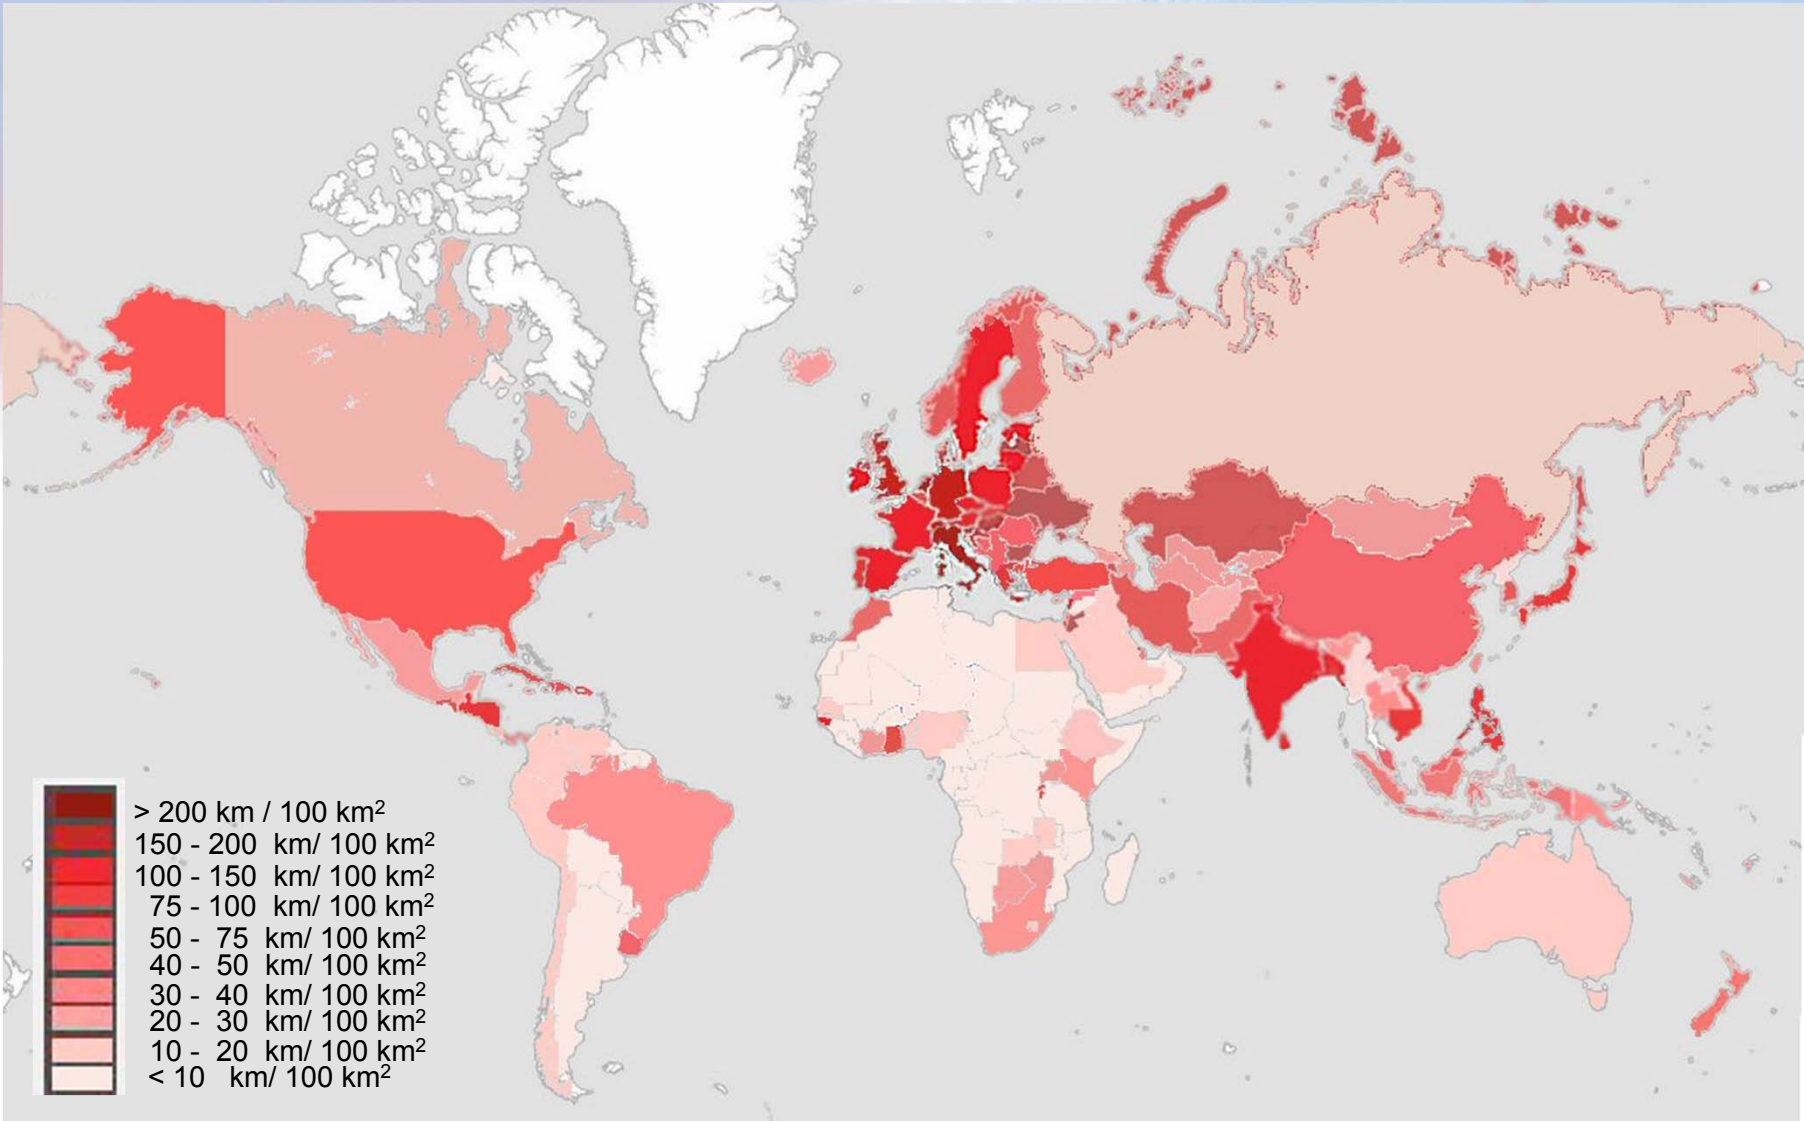 > 200 km / 100 km²
150 - 200 km/ 100 km²
100 - 150 km/ 100 km²
75 - 100 km/ 100 km²
50 - 75 km/ 100 km²
40 - 50 km/ 100 km²
30 - 40 km/ 100 km²
20 - 30 km/ 100 km²
10 - 20 km/ 100 km²
< 10 km/ 100 km²